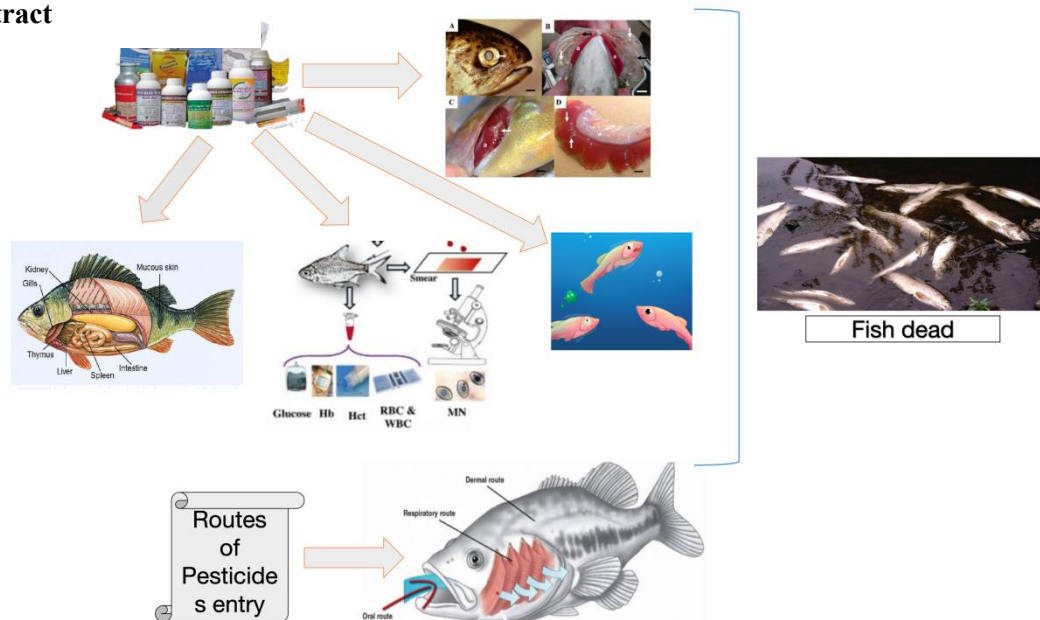 tract
A
B
a
a
C
a
D
Kidney
Mucous skin
Gills
Thymus
Liver
Spleen
Intestine
Smear
Glucose
Hb
Hct
RBC &
WBC
MN
Fish dead
Routes
of
Pesticide
s entry
Dermal route
Respiratory route
Oral route